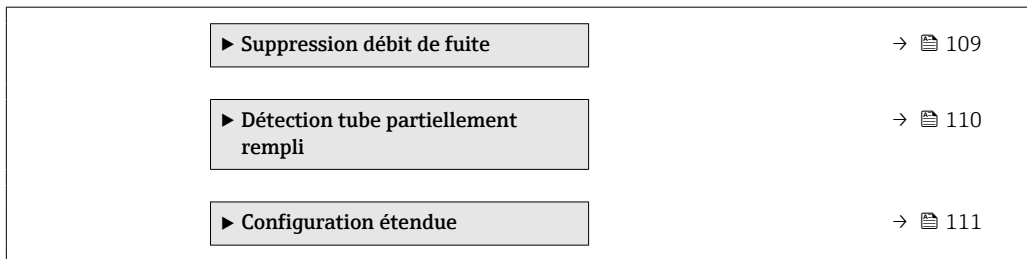 ▶ Suppression débit de fuite → 109
▶ Détection tube partiellement
rempli → 110
▶ Configuration étendue → 111